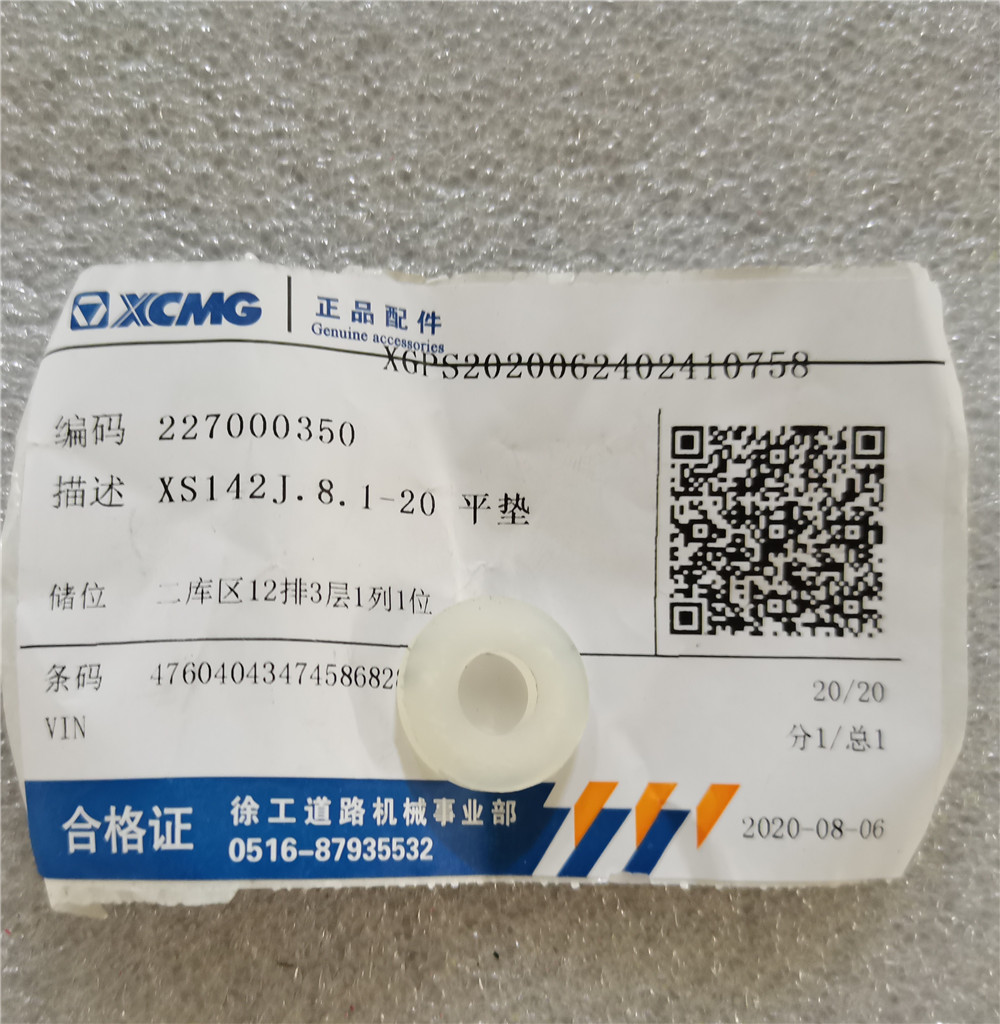 XCMG 正品配件
Genuine accessories
XGPS2020062402410758
编码 227000350
描述 XS142J.8.1-20 平垫
储位 二库区12排3层1列1位
条码 47604043474586828
VIN
20/20
分1/总1
合格证
徐工道路机械事业部
0516-87935532
2020-08-06